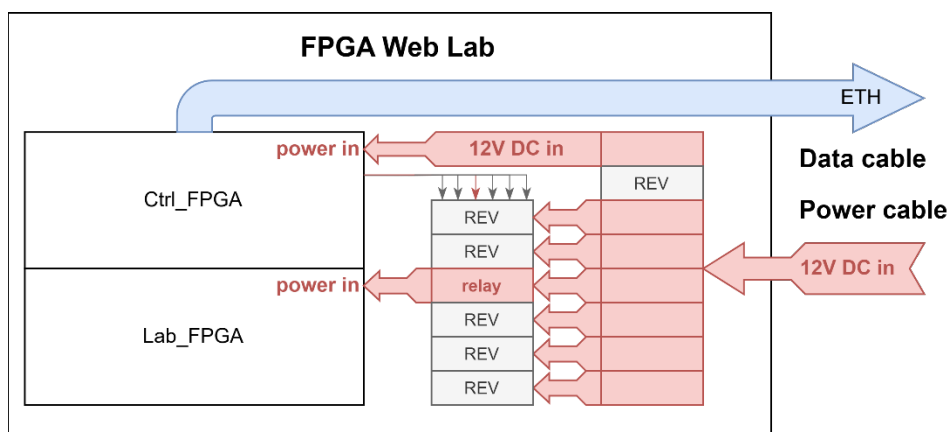 FPGA Web Lab
ETH
power in
12V DC in
Data cable
REV
Ctrl_FPGA
Power cable
REV
REV
12V DC in
power in
relay
Lab_FPGA
REV
REV
REV